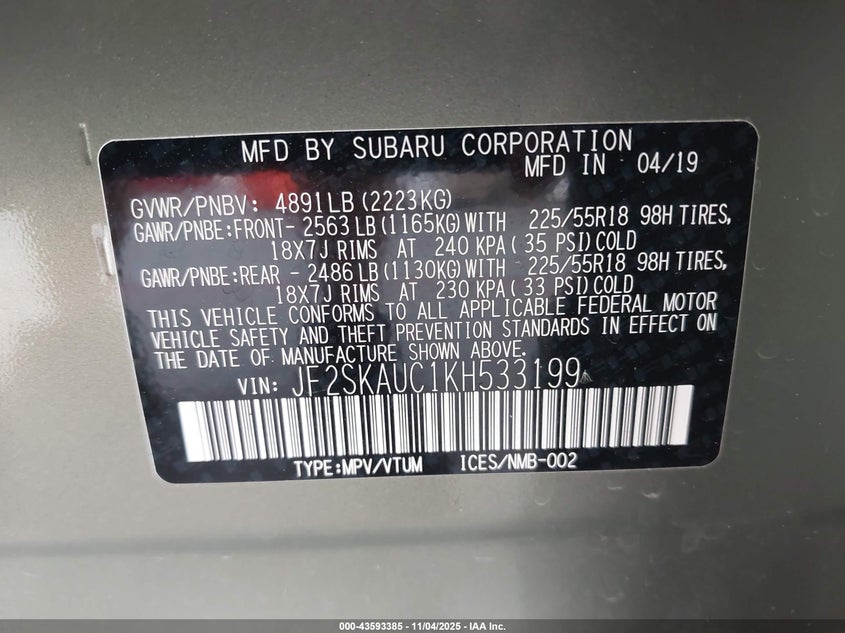 MFD BY SUBARU CORPORATION
MFD IN 04/19
GVWR/PNBV: 4891LB (2223KG)
GAWR/PNBE:FRONT- 2563 LB (1165KG) WITH 225/55R18 98H TIRES,
18X7J RIMS AT 240 KPA ( 35 PSI) COLD
GAWR/PNBE:REAR - 2486 LB (1130KG) WITH 225/55R18 98H TIRES,
18X7J RIMS AT 230 KPA ( 33 PSI) COLD
THIS VEHICLE CONFORMS TO ALL APPLICABLE FEDERAL MOTOR
VEHICLE SAFETY AND THEFT PREVENTION STANDARDS IN EFFECT ON
THE DATE OF MANUFACTURE SHOWN ABOVE.
VIN: JF2SKAUC1KH533199
TYPE:MPV/VTUM ICES/NMB-002
000-43593385 - 11/04/2025 - IAA Inc.